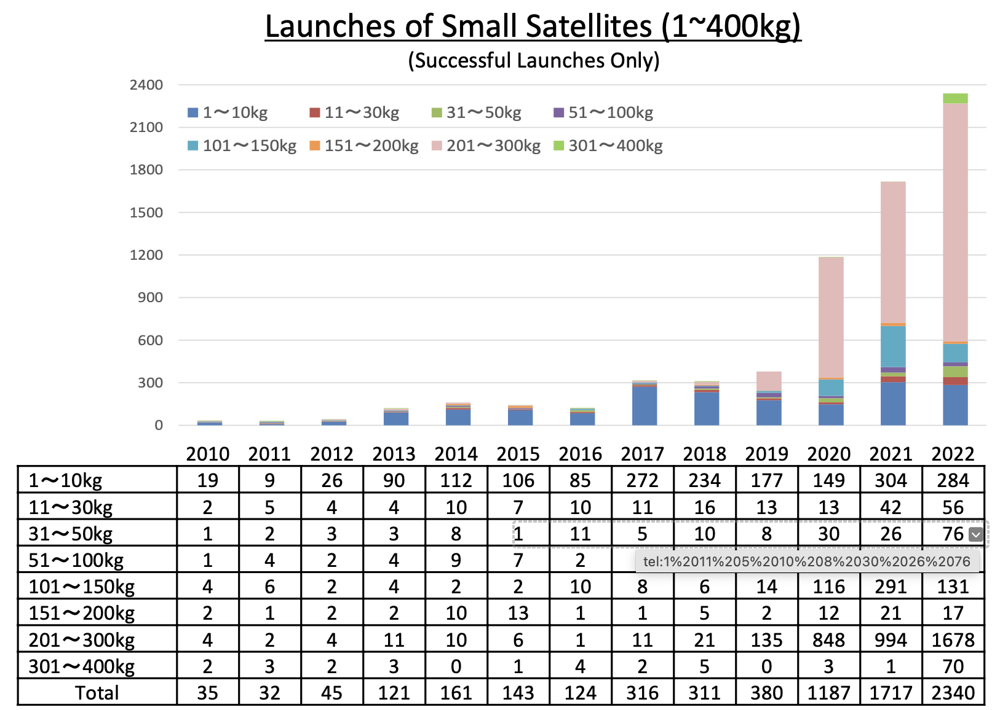 Launches of Small Satellites (1~400kg)
(Successful Launches Only)
2400
1～10kg 11～30kg 31～50kg 51～100kg
2100
101～150kg 151～200kg 201～300kg 301～400kg
1800
1500
1200
900
600
300
0
2010 2011 2012 2013 2014 2015 2016 2017 2018 2019 2020 2021 2022
1～10kg 19 9 26 90 112 106 85 272 234 177 149 304 284
11～30kg 2 5 4 4 10 7 10 11 16 13 13 42 56
31～50kg 1 2 3 3 8 1 11 5 10 8 30 26 76
51～100kg 1 4 2 4 9 7 2
tel:1%2011%205%2010%208%2030%2026%2076
101～150kg 4 6 2 4 2 2 10 8 6 14 116 291 131
151～200kg 2 1 2 2 10 13 1 1 5 2 12 21 17
201～300kg 4 2 4 11 10 6 1 11 21 135 848 994 1678
301～400kg 2 3 2 3 0 1 4 2 5 0 3 1 70
Total 35 32 45 121 161 143 124 316 311 380 1187 1717 2340